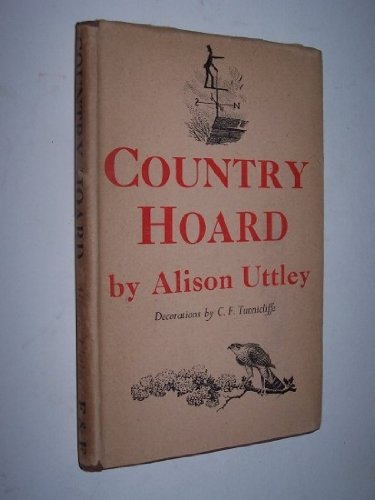 COUNTRY
HOARD
by Alison Uttley
Decorations by C. F. Tunnicliffe
COUNTRY HOARD